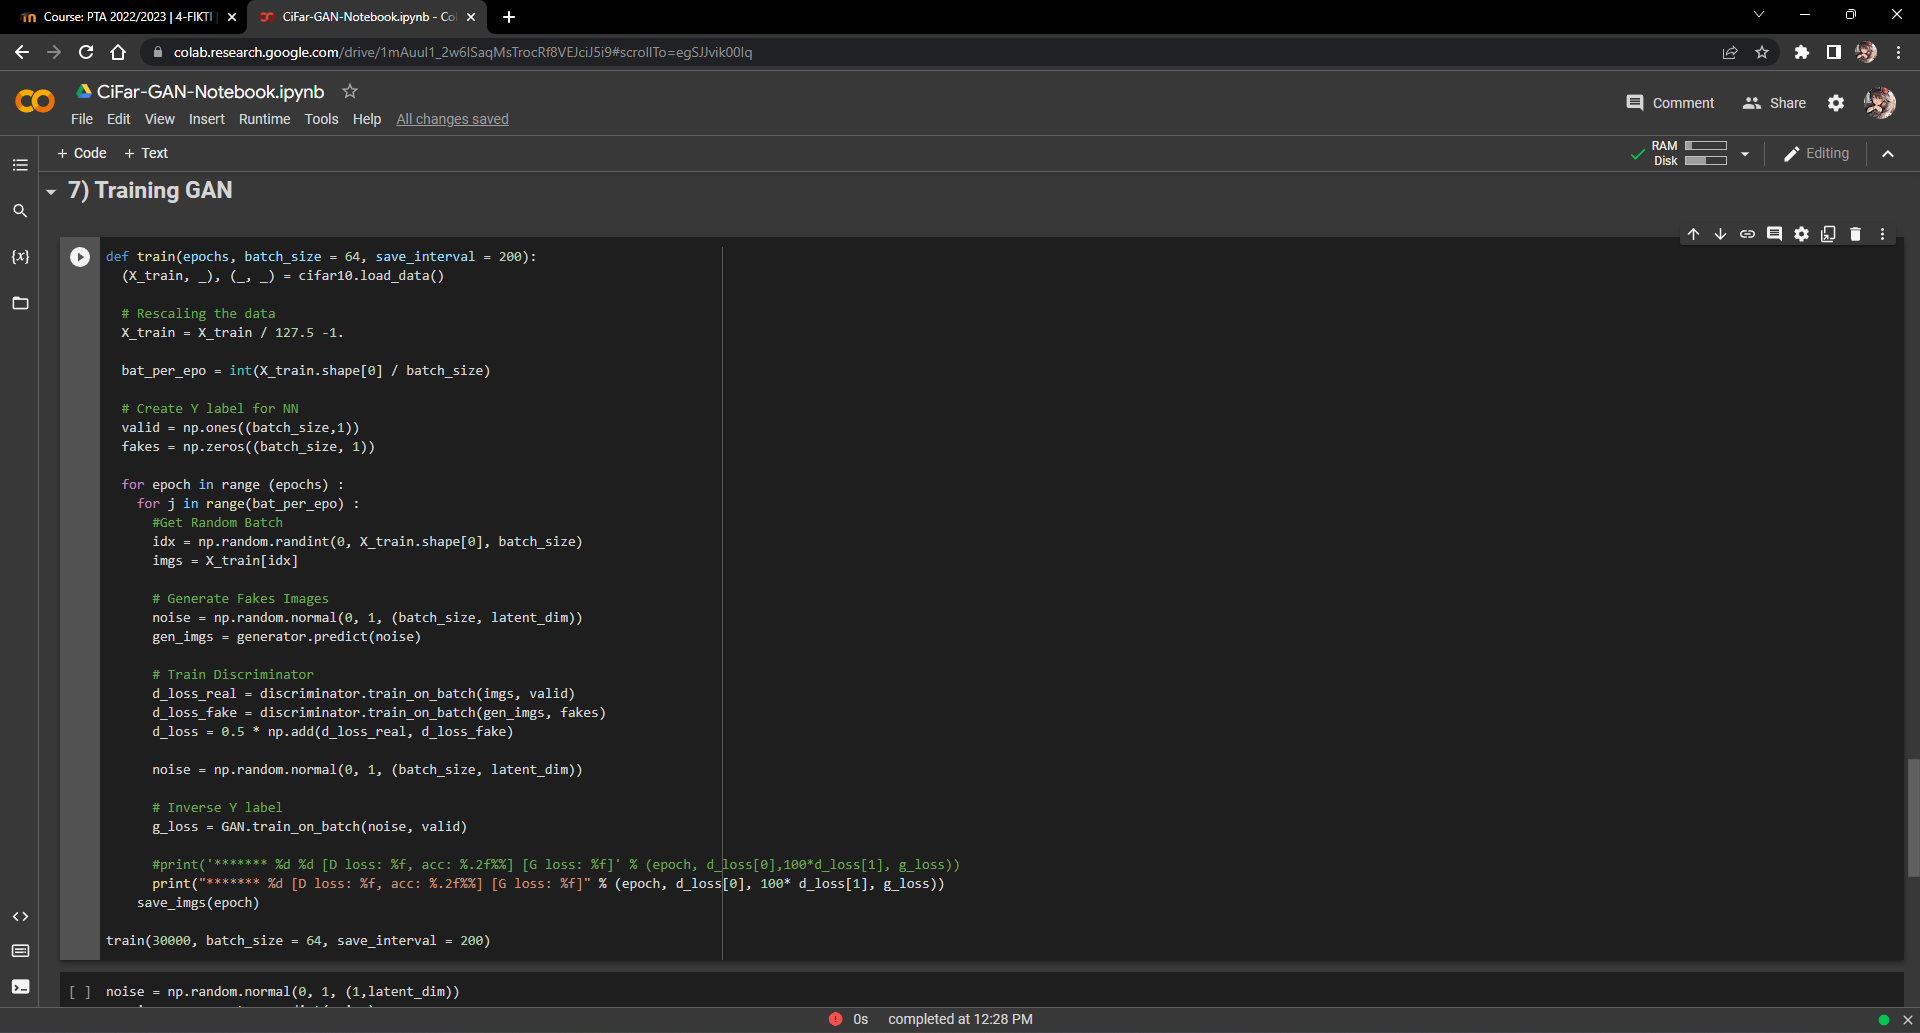 Course: PTA 2022/2023 | 4-FIKTI
CiFar-GAN-Notebook.ipynb - Co
colab.research.google.com/drive/1mAuul1_2w6lSaqMsTrocRf8VEJciJ5i9#scrollTo=egSJJvik00lq
CiFar-GAN-Notebook.ipynb
Comment
Share
File Edit View Insert Runtime Tools Help All changes saved
+ Code + Text
RAM
Disk
Editing
7) Training GAN
{x}
def train(epochs, batch_size = 64, save_interval = 200):
(X_train, _), (_, _) = cifar10.load_data()
# Rescaling the data
X_train = X_train / 127.5 -1.
bat_per_epo = int(X_train.shape[0] / batch_size)
# Create Y label for NN
valid = np.ones((batch_size,1))
fakes = np.zeros((batch_size, 1))
for epoch in range (epochs) :
for j in range(bat_per_epo) :
#Get Random Batch
idx = np.random.randint(0, X_train.shape[0], batch_size)
imgs = X_train[idx]
# Generate Fakes Images
noise = np.random.normal(0, 1, (batch_size, latent_dim))
gen_imgs = generator.predict(noise)
# Train Discriminator
d_loss_real = discriminator.train_on_batch(imgs, valid)
d_loss_fake = discriminator.train_on_batch(gen_imgs, fakes)
d_loss = 0.5 * np.add(d_loss_real, d_loss_fake)
noise = np.random.normal(0, 1, (batch_size, latent_dim))
# Inverse Y label
g_loss = GAN.train_on_batch(noise, valid)
#print('******* %d %d [D loss: %f, acc: %.2f%%] [G loss: %f]' % (epoch, d_loss[0],100*d_loss[1], g_loss))
print("******* %d [D loss: %f, acc: %.2f%%] [G loss: %f]" % (epoch, d_loss[0], 100* d_loss[1], g_loss))
save_imgs(epoch)
train(30000, batch_size = 64, save_interval = 200)
[ ] noise = np.random.normal(0, 1, (1,latent_dim))
0s completed at 12:28 PM